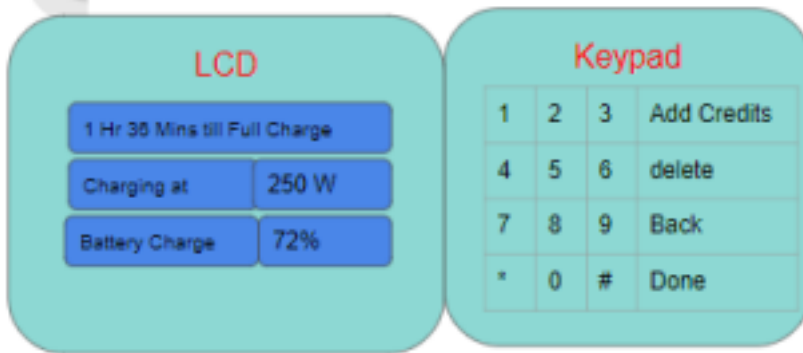 LCD
1 Hr 36 Mins till Full Charge
Charging at 250 W
Battery Charge 72%
Keypad
1 2 3 Add Credits
4 5 6 delete
7 8 9 Back
* 0 # Done